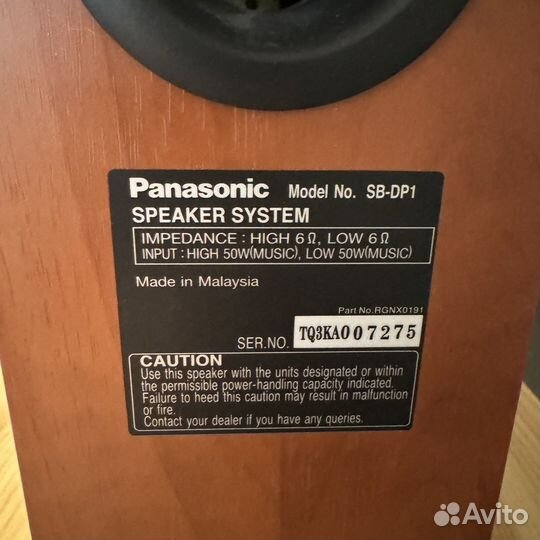 Panasonic Model No. SB-DP1
SPEAKER SYSTEM
IMPEDANCE : HIGH 6Ω, LOW 6Ω
INPUT : HIGH 50W(MUSIC), LOW 50W(MUSIC)
Made in Malaysia
Part No.RGNX0191
SER.NO. TQ3KA007275
CAUTION
Use this speaker with the units designated or within
the permissible power-handling capacity indicated.
Failure to heed this caution may result in malfunction
or fire.
Contact your dealer if you have any queries.
Avito